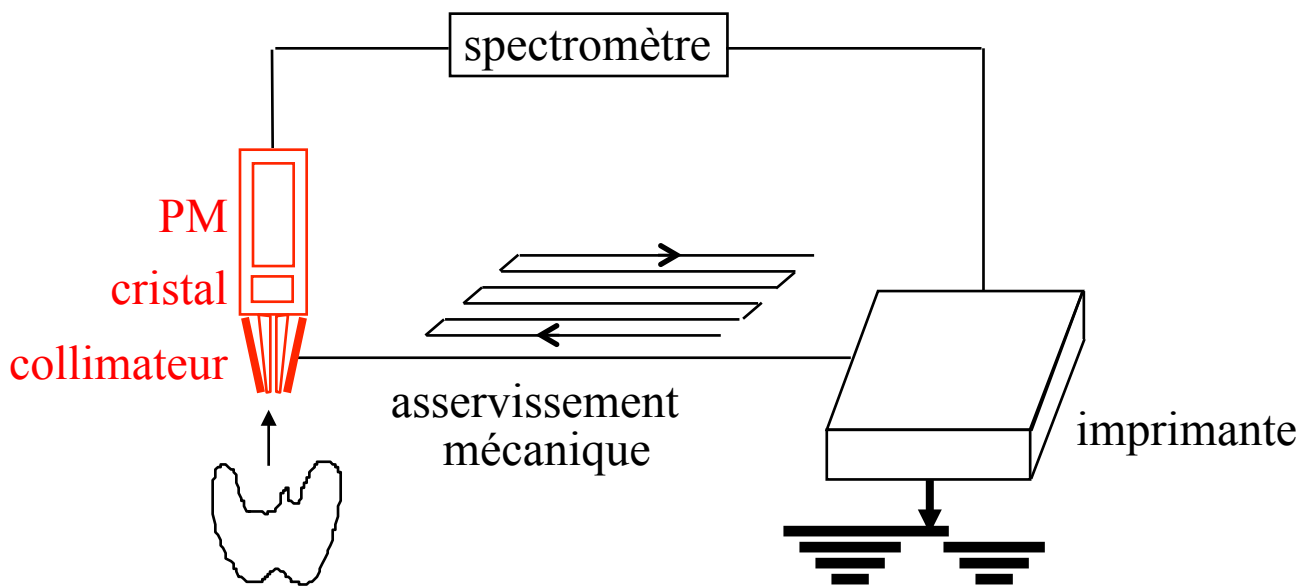 spectromètre
PM
cristal
collimateur
asservissement
mécanique
imprimante